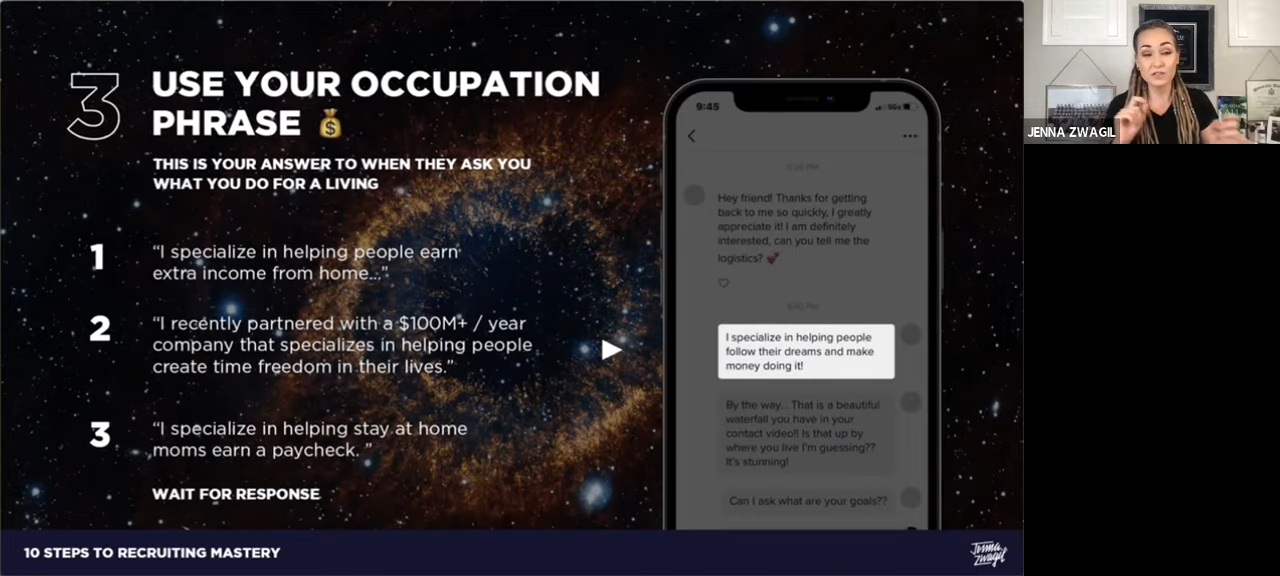 3
USE YOUR OCCUPATION
PHRASE
THIS IS YOUR ANSWER TO WHEN THEY ASK YOU
WHAT YOU DO FOR A LIVING
1
“I specialize in helping people earn
extra income from home...”
2
“I recently partnered with a $100M+ / year
company that specializes in helping people
create time freedom in their lives.”
3
“I specialize in helping stay at home
moms earn a paycheck. ”
WAIT FOR RESPONSE
9:45
Hey friend! Thanks for getting
back to me so quickly, I greatly
appreciate it! I am definitely
interested, can you tell me the
logistics?
I specialize in helping people
follow their dreams and make
money doing it!
By the way... That is a beautiful
waterfall you have in your
contact video!! Is that up by
where you live I'm guessing??
It's stunning!
Can I ask what are your goals??
10 STEPS TO RECRUITING MASTERY
Jenna
Zwagil
JENNA ZWAGIL